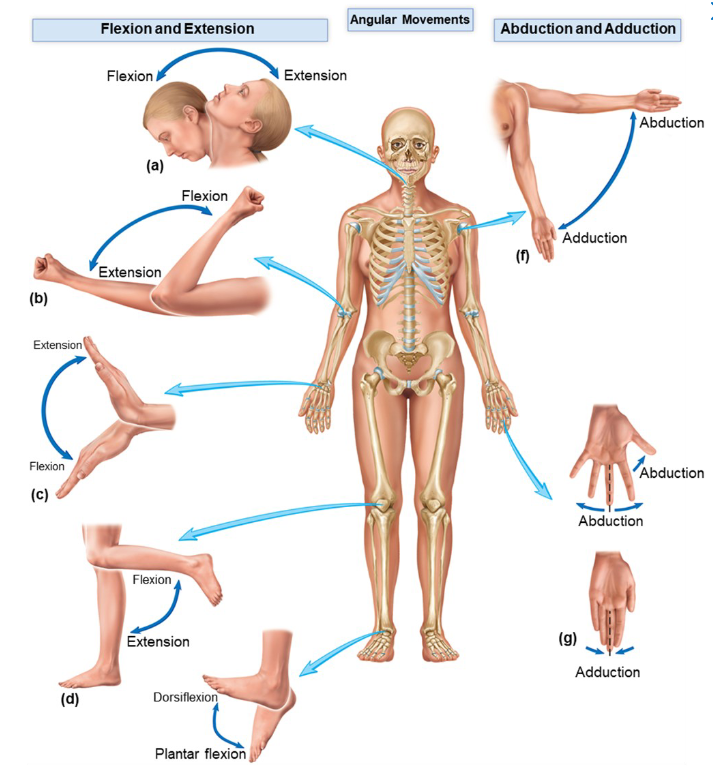 Angular Movements
Flexion and Extension
Abduction and Adduction
Flexion
Extension
(a)
Flexion
Extension
(b)
Extension
Flexion
(c)
Flexion
Extension
(d)
Dorsiflexion
Plantar flexion
Abduction
Adduction
(f)
Abduction
Abduction
(g)
Adduction